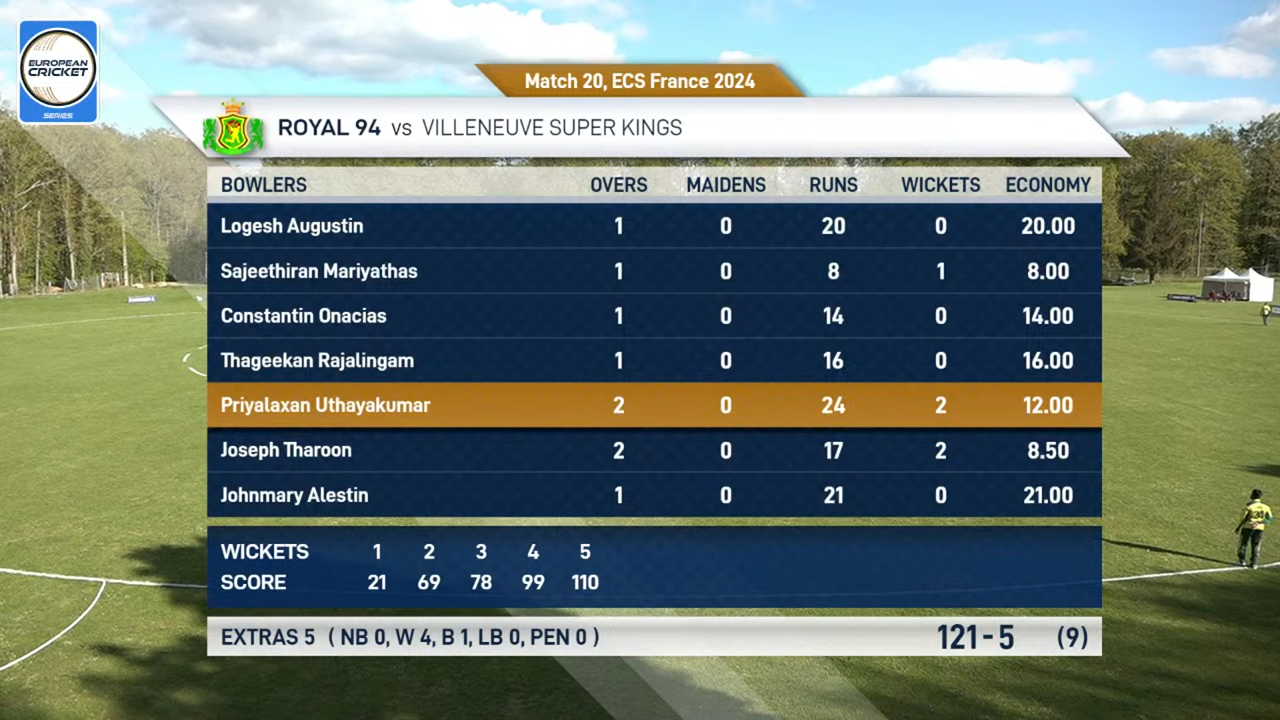 EUROPEAN
CRICKET
SERIES
Match 20, ECS France 2024
ROYAL 94 vs VILLENEUVE SUPER KINGS
BOWLERS OVERS MAIDENS RUNS WICKETS ECONOMY
Logesh Augustin 1 0 20 0 20.00
Sajeethiran Mariyathas 1 0 8 1 8.00
Constantin Onacias 1 0 14 0 14.00
Thageekan Rajalingam 1 0 16 0 16.00
Priyalaxan Uthayakumar 2 0 24 2 12.00
Joseph Tharoon 2 0 17 2 8.50
Johnmary Alestin 1 0 21 0 21.00
WICKETS 1 2 3 4 5
SCORE 21 69 78 99 110
EXTRAS 5 ( NB 0, W 4, B 1, LB 0, PEN 0 ) 121-5 (9)